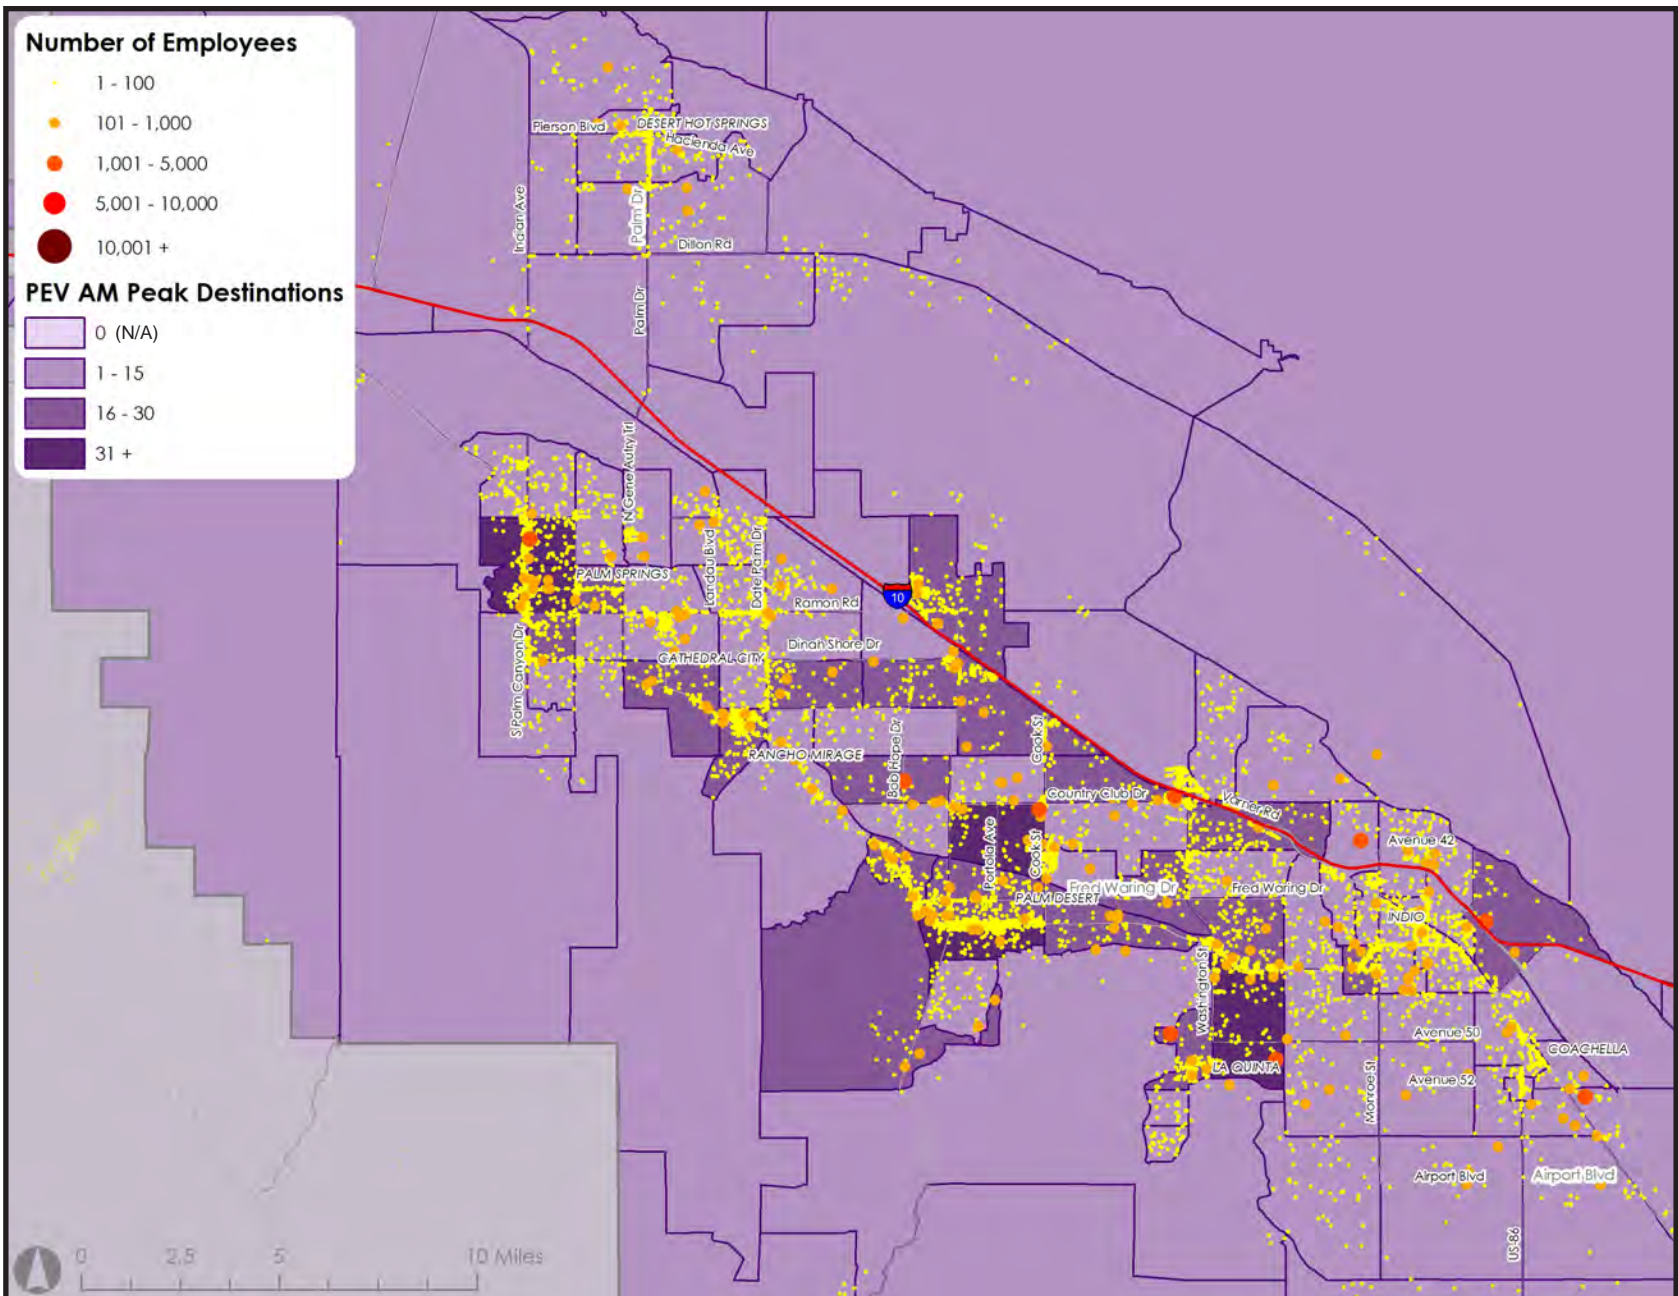 Number of Employees
1 - 100
101 - 1,000
1,001 - 5,000
5,001 - 10,000
10,001 +
PEV AM Peak Destinations
0 (N/A)
1 - 15
16 - 30
31 +
Pierson Blvd
DESERT HOT SPRINGS
Hacienda Ave
Indian Ave
Palm Dr
Dillon Rd
Palm Dr
N Gene Autry Trl
Landau Blvd
Date Palm Dr
PALM SPRINGS
Ramon Rd
10
S Palm Canyon Dr
CATHEDRAL CITY
Dinah Shore Dr
RANCHO MIRAGE
Bob Hope Dr
Cook St
Country Club Dr
Varner Rd
Portola Ave
Cook St
Avenue 42
Fred Waring Dr
Fred Waring Dr
PALM DESERT
INDIO
Washington St
Avenue 50
COACHELLA
LA QUINTA
Monroe St
Avenue 52
Airport Blvd
Airport Blvd
US-86
0 2.5 5 10 Miles